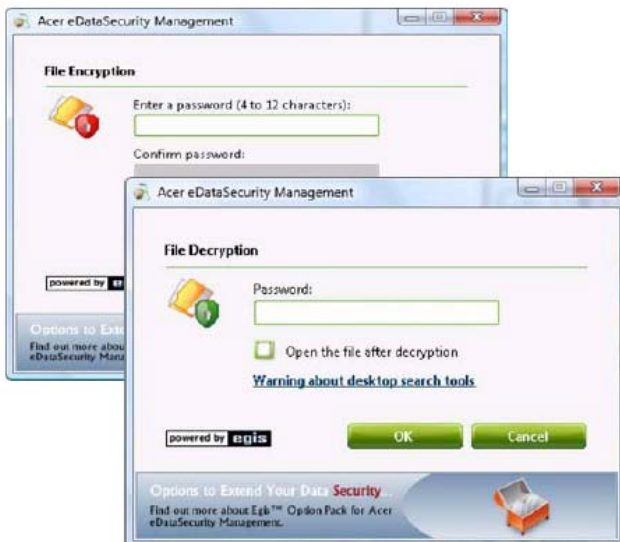 Acer eDataSecurity Management
File Encryption
Enter a password (4 to 12 characters):
Confirm password:
powered by
Options to Ext
Find out more abou
eDataSecurity Mana
Acer eDataSecurity Management
File Decryption
Password:
Open the file after decryption
Warning about desktop search tools
powered by egis
OK
Cancel
Options to Extend Your Data Security...
Find out more about Egis™ Option Pack for Acer
eDataSecurity Management.